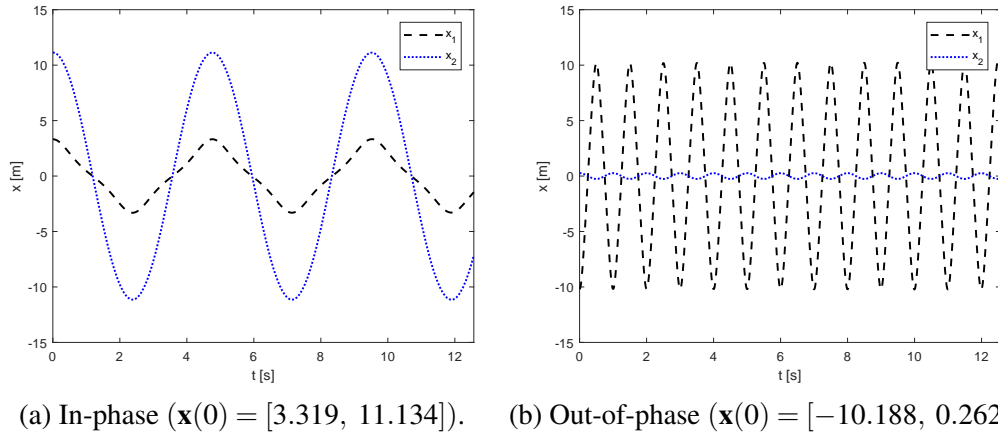 15
10
5
0
-5
-10
-15
x [m]
0 2 4 6 8 10 12
t [s]
x1
x2
(a) In-phase (x(0) = [3.319, 11.134]).
15
10
5
0
-5
-10
-15
x [m]
0 2 4 6 8 10 12
t [s]
x1
x2
(b) Out-of-phase (x(0) = [−10.188, 0.262